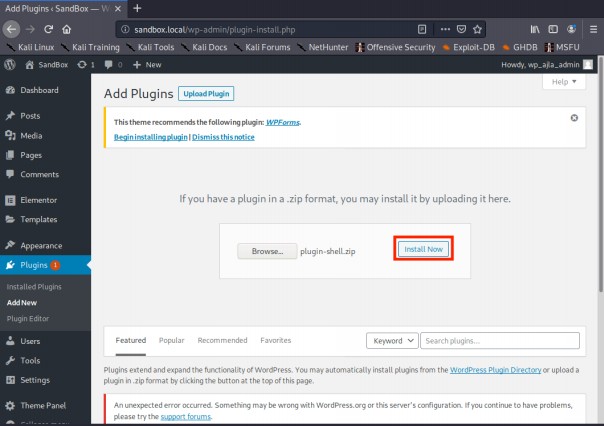 Add Plugins ‹ SandBox — W
sandbox.local/wp-admin/plugin-install.php
Kali Linux Kali Training Kali Tools Kali Docs Kali Forums NetHunter Offensive Security Exploit-DB GHDB MSFU
SandBox 1 0 New Howdy, wp_ajla_admin
Help
Dashboard
Posts
Media
Pages
Comments
Elementor
Templates
Appearance
Plugins 1
Installed Plugins
Add New
Plugin Editor
Users
Tools
Settings
Theme Panel
Collapse menu
Add Plugins Upload Plugin
This theme recommends the following plugin: WPForms.
Begin installing plugin | Dismiss this notice
If you have a plugin in a .zip format, you may install it by uploading it here.
Browse... plugin-shell.zip Install Now
Featured Popular Recommended Favorites Keyword Search plugins...
Plugins extend and expand the functionality of WordPress. You may automatically install plugins from the WordPress Plugin Directory or upload a
plugin in .zip format by clicking the button at the top of this page.
An unexpected error occurred. Something may be wrong with WordPress.org or this server's configuration. If you continue to have problems,
please try the support forums.